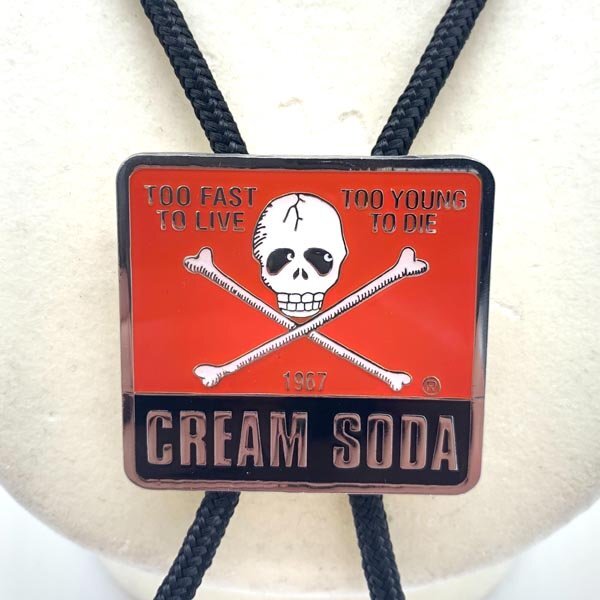 TOO FAST
TO LIVE
TOO YOUNG
TO DIE
1967
®
CREAM SODA